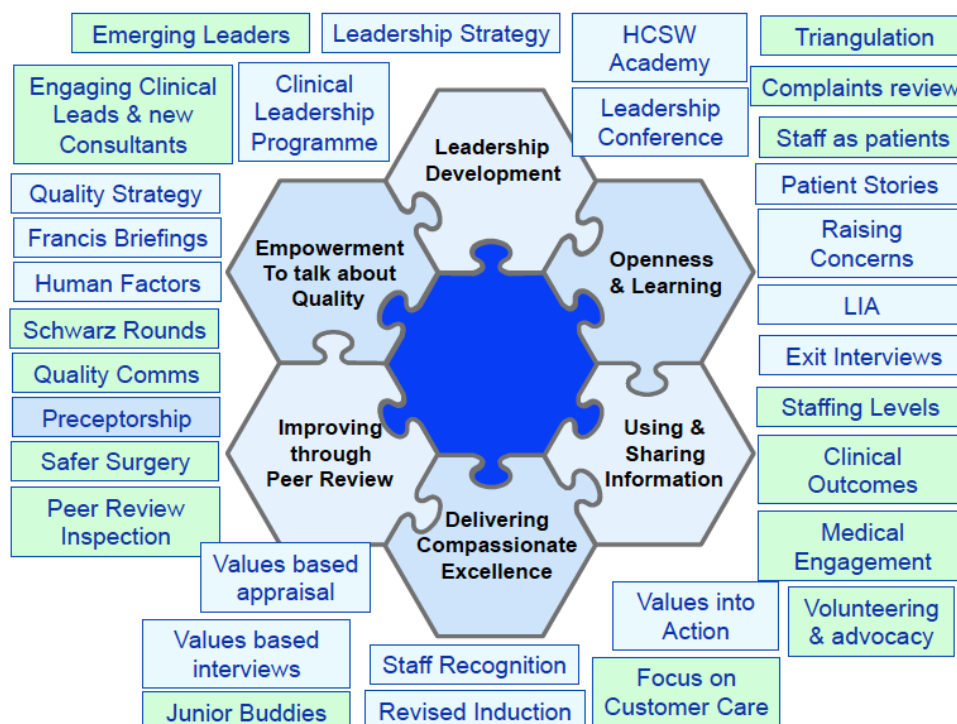 Emerging Leaders
Leadership Strategy
HCSW
Academy
Triangulation
Engaging Clinical
Leads & new
Consultants
Clinical
Leadership
Programme
Leadership
Conference
Complaints review
Staff as patients
Leadership
Development
Quality Strategy
Francis Briefings
Human Factors
Schwarz Rounds
Quality Comms
Preceptorship
Safer Surgery
Peer Review
Inspection
Empowerment
To talk about
Quality
Openness
& Learning
Patient Stories
Raising
Concerns
LIA
Exit Interviews
Staffing Levels
Clinical
Outcomes
Medical
Engagement
Volunteering
& advocacy
Improving
through
Peer Review
Using &
Sharing
Information
Delivering
Compassionate
Excellence
Values based
appraisal
Values into
Action
Values based
interviews
Staff Recognition
Focus on
Customer Care
Junior Buddies
Revised Induction